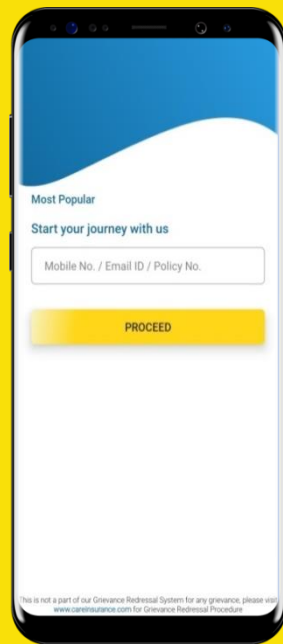 Most Popular
Start your journey with us
Mobile No. / Email ID / Policy No.
PROCEED
This is not a part of our Grievance Redressal System for any grievance, please visit
www.careinsurance.com for Grievance Redressal Procedure